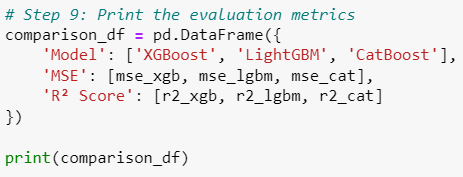 # Step 9: Print the evaluation metrics
comparison_df = pd.DataFrame({
    'Model': ['XGBoost', 'LightGBM', 'CatBoost'],
    'MSE': [mse_xgb, mse_lgbm, mse_cat],
    'R² Score': [r2_xgb, r2_lgbm, r2_cat]
})

print(comparison_df)